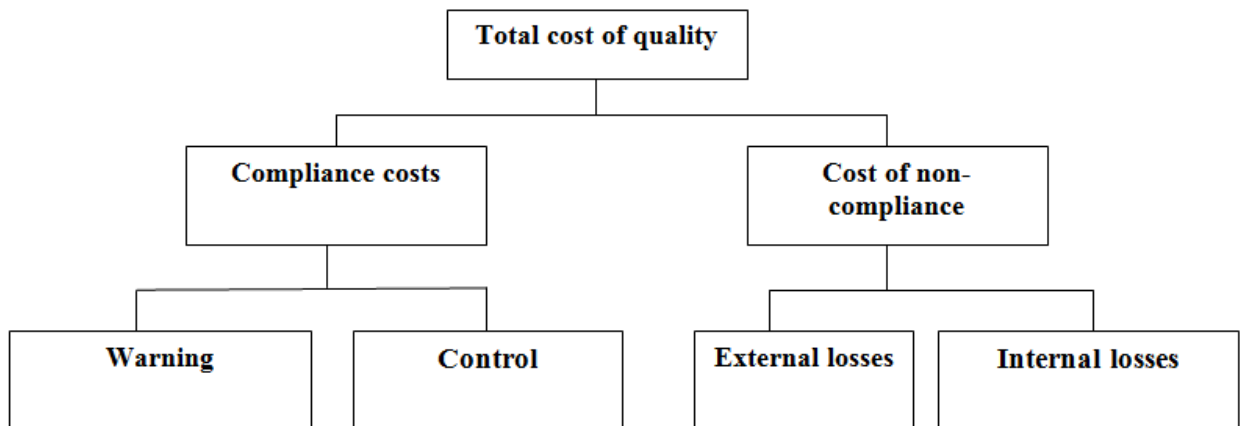 Total cost of quality
Compliance costs
Cost of non-
compliance
Warning
Control
External losses
Internal losses